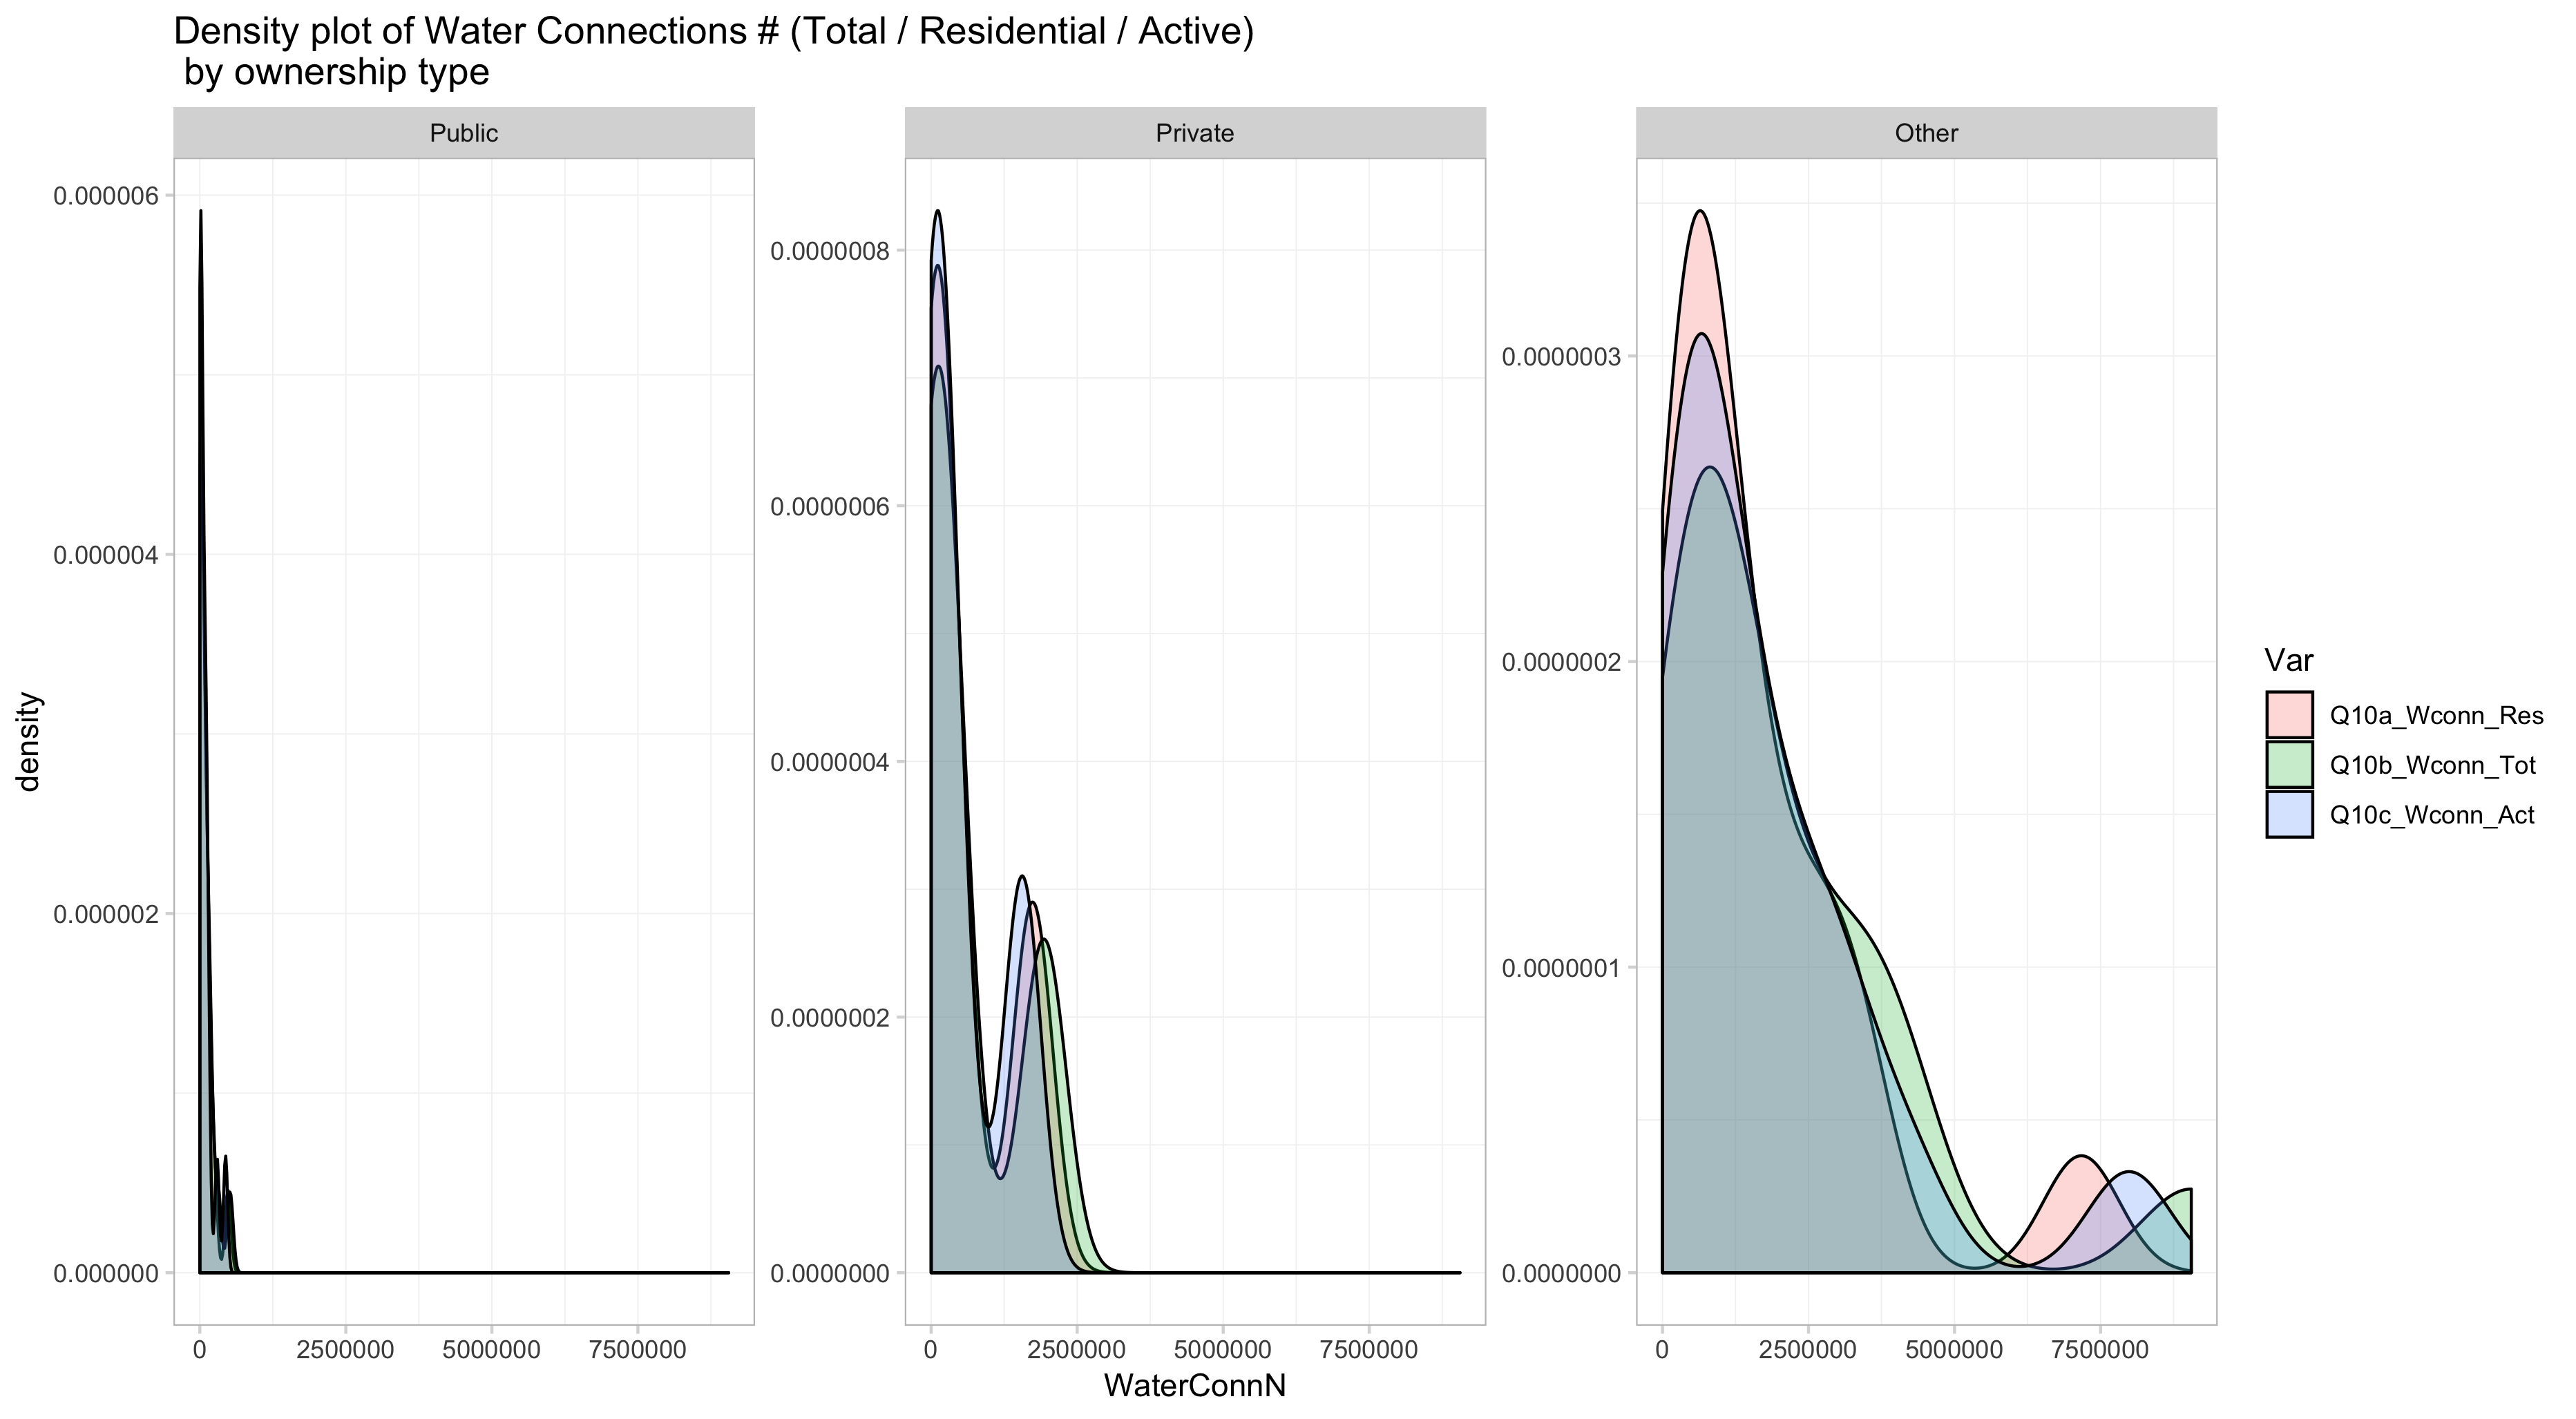 Density plot of Water Connections # (Total / Residential / Active)
by ownership type
Public
Private
Other
density
0.000006
0.000004
0.000002
0.000000
0.0000008
0.0000006
0.0000004
0.0000002
0.0000000
0.0000003
0.0000002
0.0000001
0.0000000
0 2500000 5000000 7500000
0 2500000 5000000 7500000
0 2500000 5000000 7500000
WaterConnN
Var
Q10a_Wconn_Res
Q10b_Wconn_Tot
Q10c_Wconn_Act